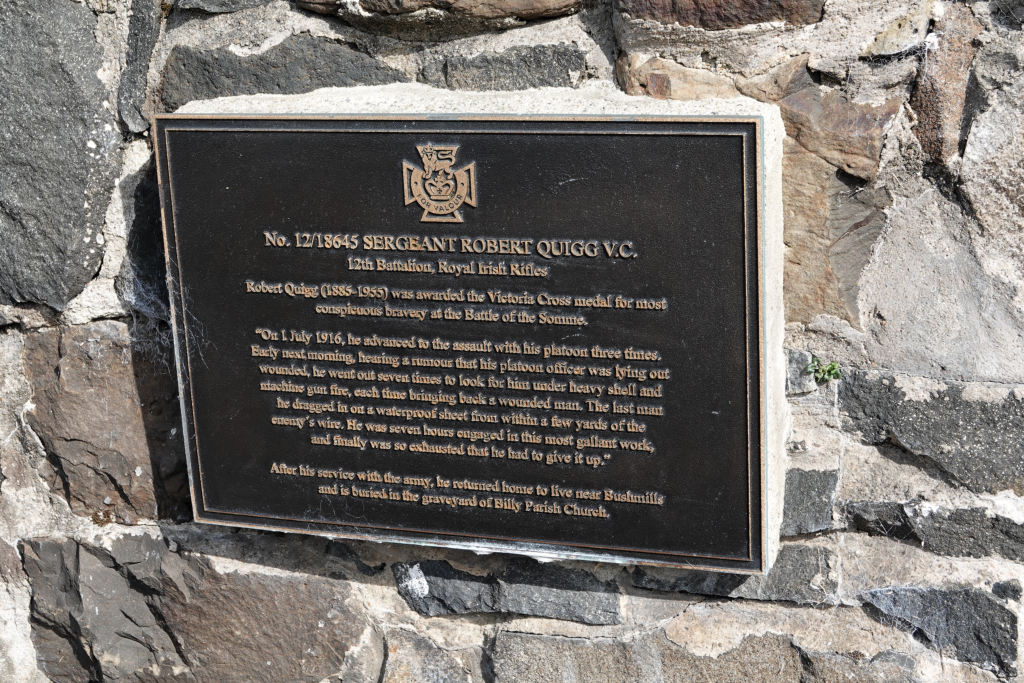 FOR VALOUR
No. 12/18645 SERGEANT ROBERT QUIGG V.C.
12th Battalion, Royal Irish Rifles
Robert Quigg (1885-1955) was awarded the Victoria Cross medal for most
conspicuous bravery at the Battle of the Somme.
“On 1 July 1916, he advanced to the assault with his platoon three times.
Early next morning, hearing a rumour that his platoon officer was lying out
wounded, he went out seven times to look for him under heavy shell and
machine gun fire, each time bringing back a wounded man. The last man
he dragged in on a waterproof sheet from within a few yards of the
enemy's wire. He was seven hours engaged in this most gallant work,
and finally was so exhausted that he had to give it up.”
After his service with the army, he returned home to live near Bushmills
and is buried in the graveyard of Billy Parish Church.